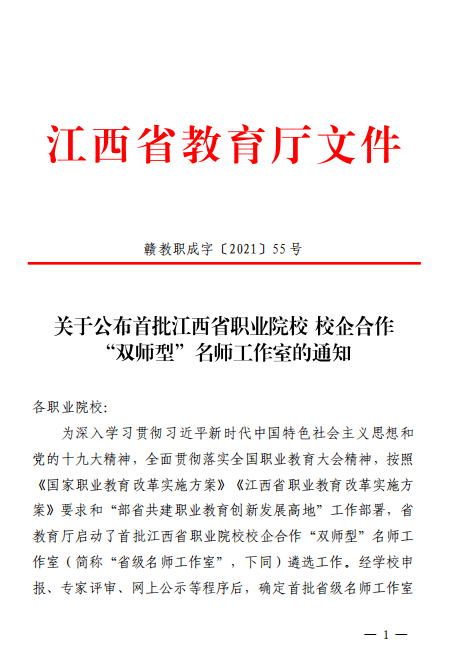 江西省教育厅文件
赣教职成字〔2021〕55号
关于公布首批江西省职业院校 校企合作
“双师型”名师工作室的通知
各职业院校：
为深入学习贯彻习近平新时代中国特色社会主义思想和
党的十九大精神，全面贯彻落实全国职业教育大会精神，按照
《国家职业教育改革实施方案》《江西省职业教育改革实施方
案》要求和“部省共建职业教育创新发展高地”工作部署，省
教育厅启动了首批江西省职业院校校企合作“双师型”名师工
作室（简称“省级名师工作室”，下同）遴选工作。经学校申
报、专家评审、网上公示等程序后，确定首批省级名师工作室
— 1 —